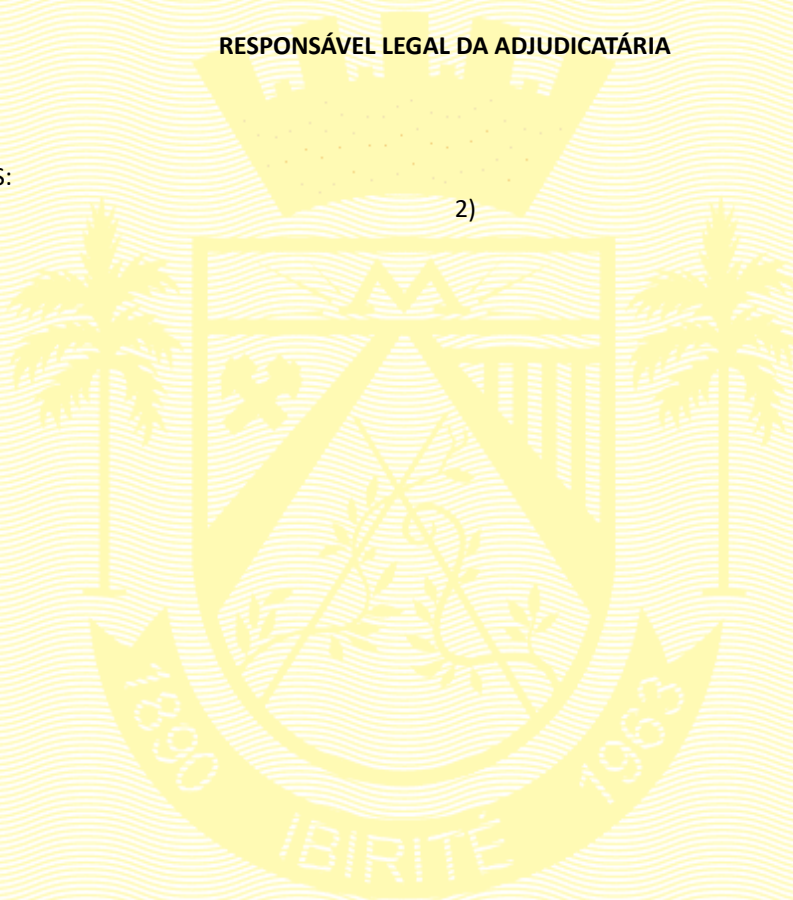 RESPONSÁVEL LEGAL DA ADJUDICATÁRIA
S:
2)
1890 IBIRITÉ 1963